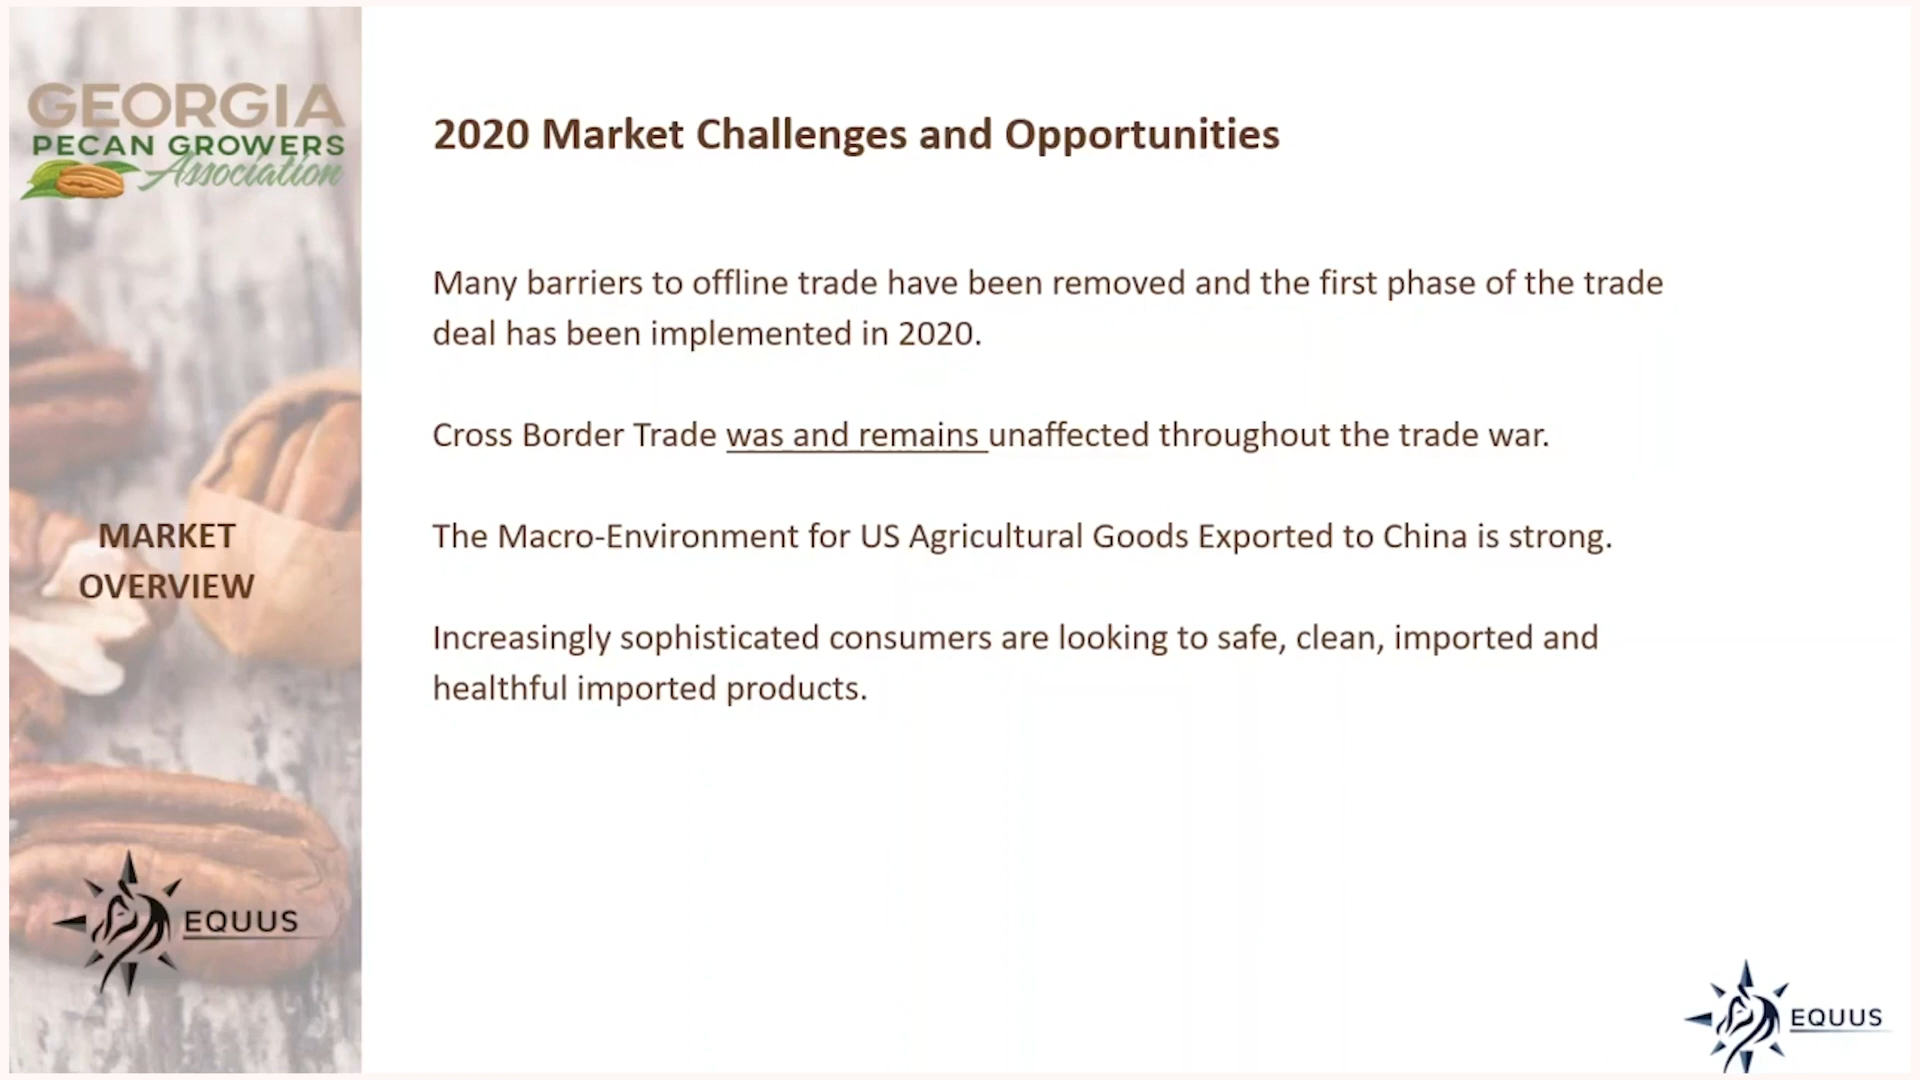 GEORGIA
PECAN GROWERS
Association
MARKET
OVERVIEW
EQUUS
2020 Market Challenges and Opportunities
Many barriers to offline trade have been removed and the first phase of the trade
deal has been implemented in 2020.
Cross Border Trade was and remains unaffected throughout the trade war.
The Macro-Environment for US Agricultural Goods Exported to China is strong.
Increasingly sophisticated consumers are looking to safe, clean, imported and
healthful imported products.
EQUUS